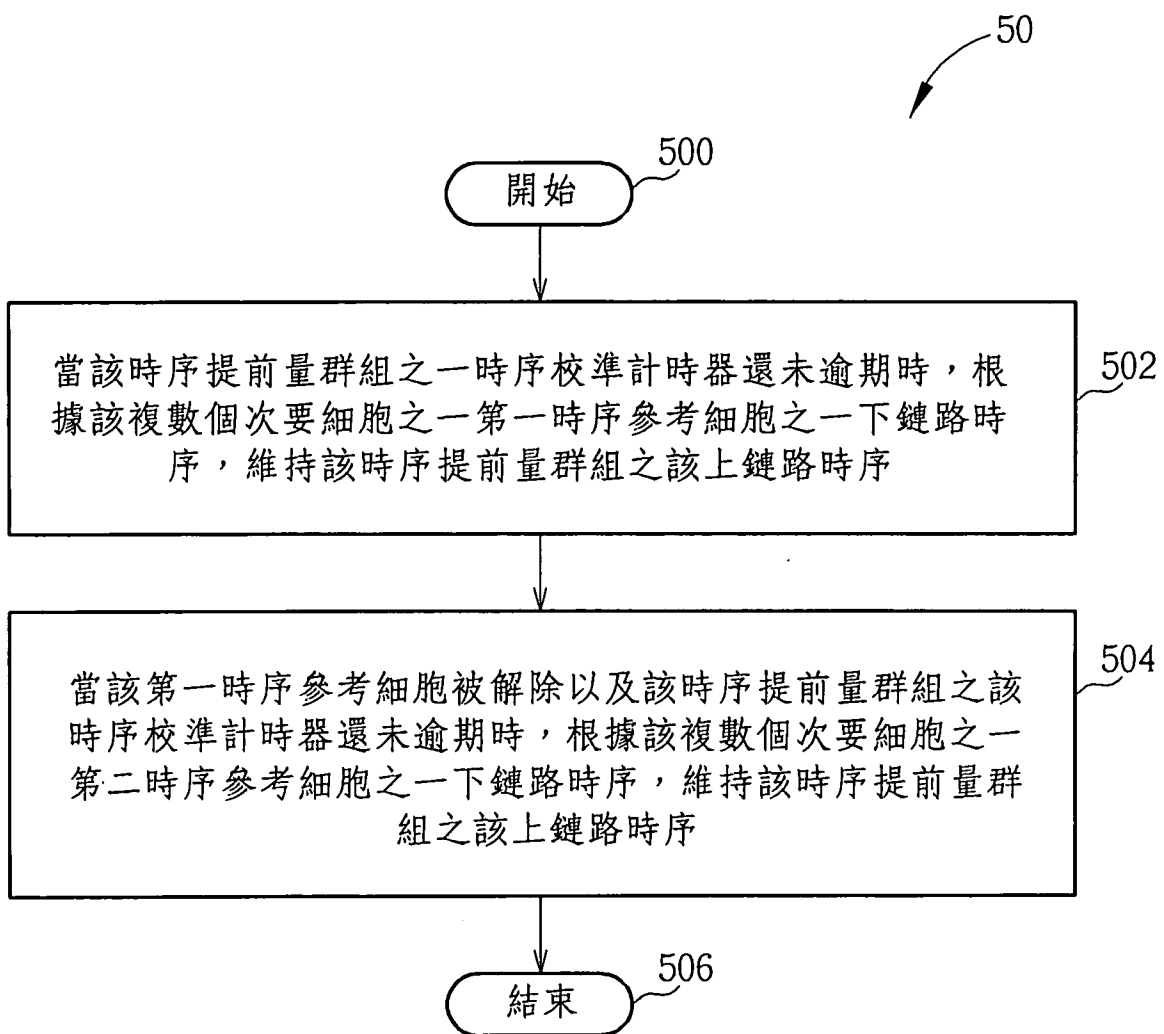 50
500
開始
502
當該時序提前量群組之一時序校準計時器還未逾期時，根
據該複數個次要細胞之一第一時序參考細胞之一下鏈路時
序，維持該時序提前量群組之該上鏈路時序
504
當該第一時序參考細胞被解除以及該時序提前量群組之該
時序校準計時器還未逾期時，根據該複數個次要細胞之一
第二時序參考細胞之一下鏈路時序，維持該時序提前量群
組之該上鏈路時序
506
結束